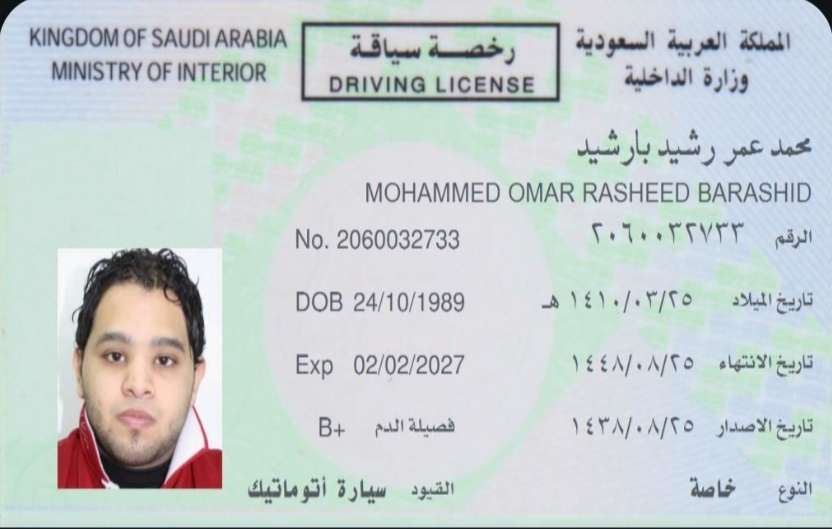 KINGDOM OF SAUDI ARABIA
MINISTRY OF INTERIOR
رخصة سياقة
DRIVING LICENSE
المملكة العربية السعودية
وزارة الداخلية
محمد عمر رشيد بارشيد
MOHAMMED OMAR RASHEED BARASHID
No. 2060032733
الرقم ٢٠٦٠٠٣٢٧٣٣
DOB 24/10/1989
تاريخ الميلاد ١٤١٠/٠٣/٢٥ هـ
Exp 02/02/2027
تاريخ الانتهاء ١٤٤٨/٠٨/٢٥
فصيلة الدم B+
تاريخ الاصدار ١٤٣٨/٠٨/٢٥
النوع خاصة
القيود سيارة أتوماتيك